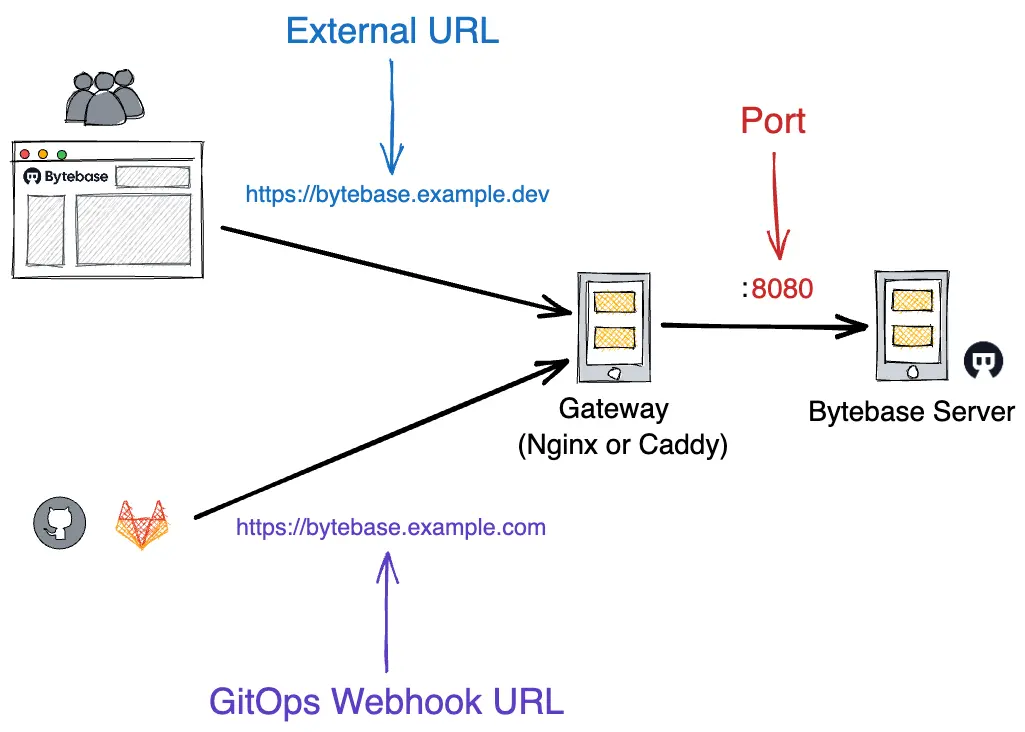 External URL
Port
Bytebase
https://bytebase.example.dev
:8080
Gateway
(Nginx or Caddy)
Bytebase Server
https://bytebase.example.com
GitOps Webhook URL